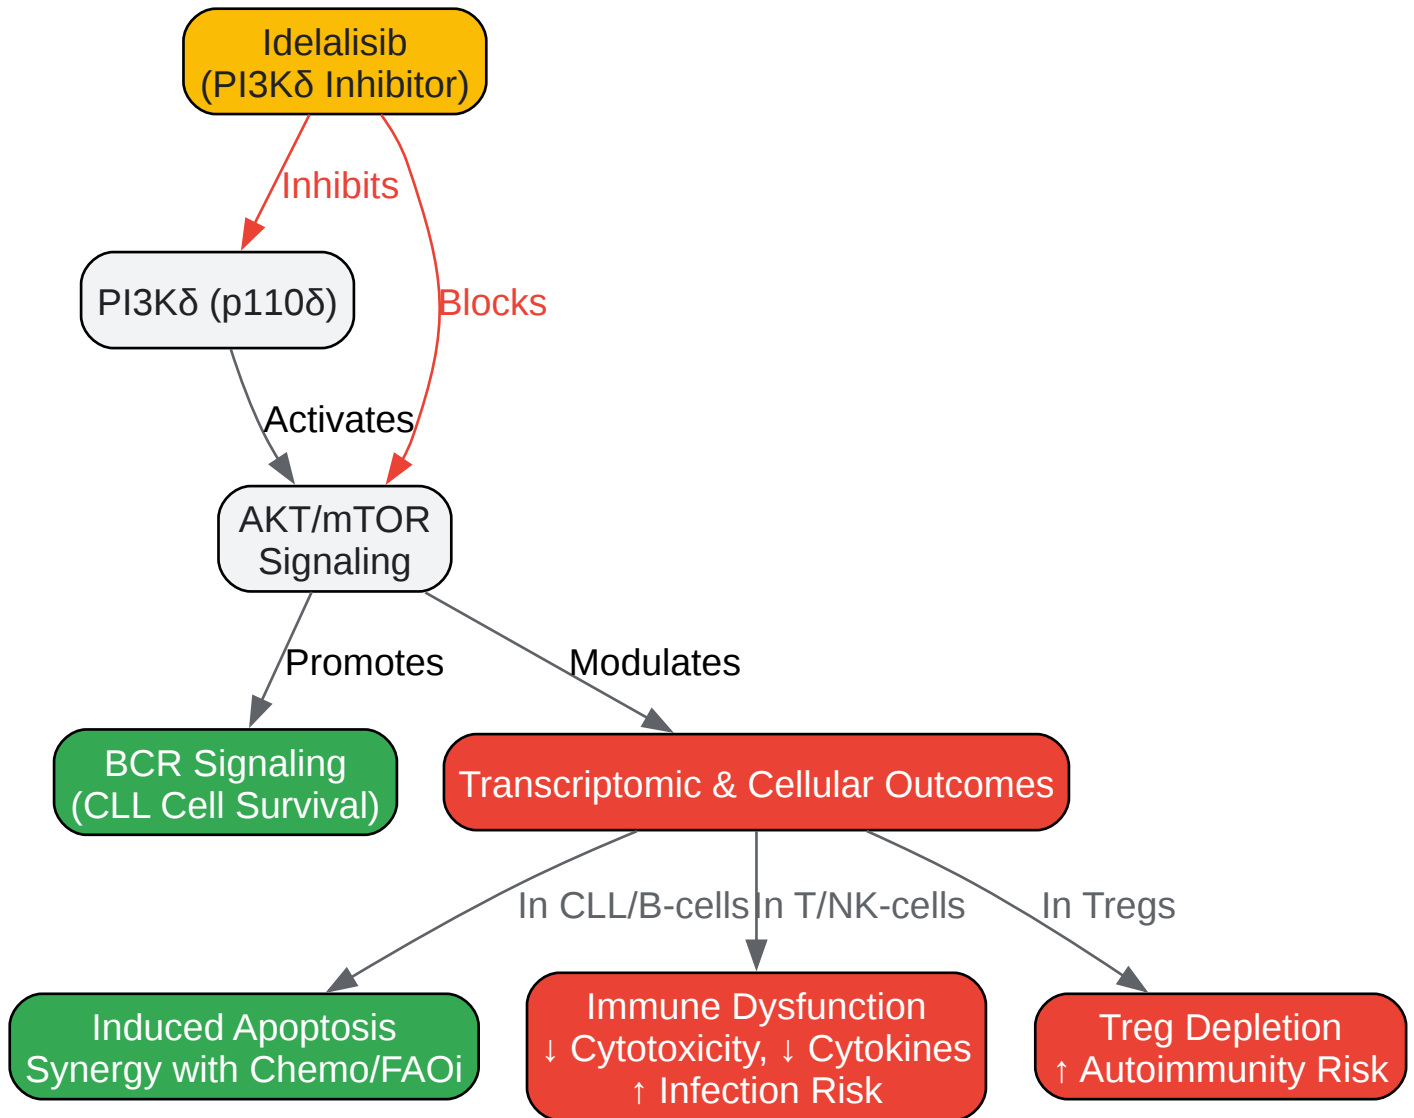 Idelalisib
(PI3Kδ Inhibitor)
Inhibits
PI3Kδ (p110δ)
Blocks
Activates
AKT/mTOR
Signaling
Promotes
Modulates
BCR Signaling
(CLL Cell Survival)
Transcriptomic & Cellular Outcomes
In CLL/B-cells
In T/NK-cells
In Tregs
Induced Apoptosis
Synergy with Chemo/FAOi
Immune Dysfunction
↓ Cytotoxicity, ↓ Cytokines
↑ Infection Risk
Treg Depletion
↑ Autoimmunity Risk